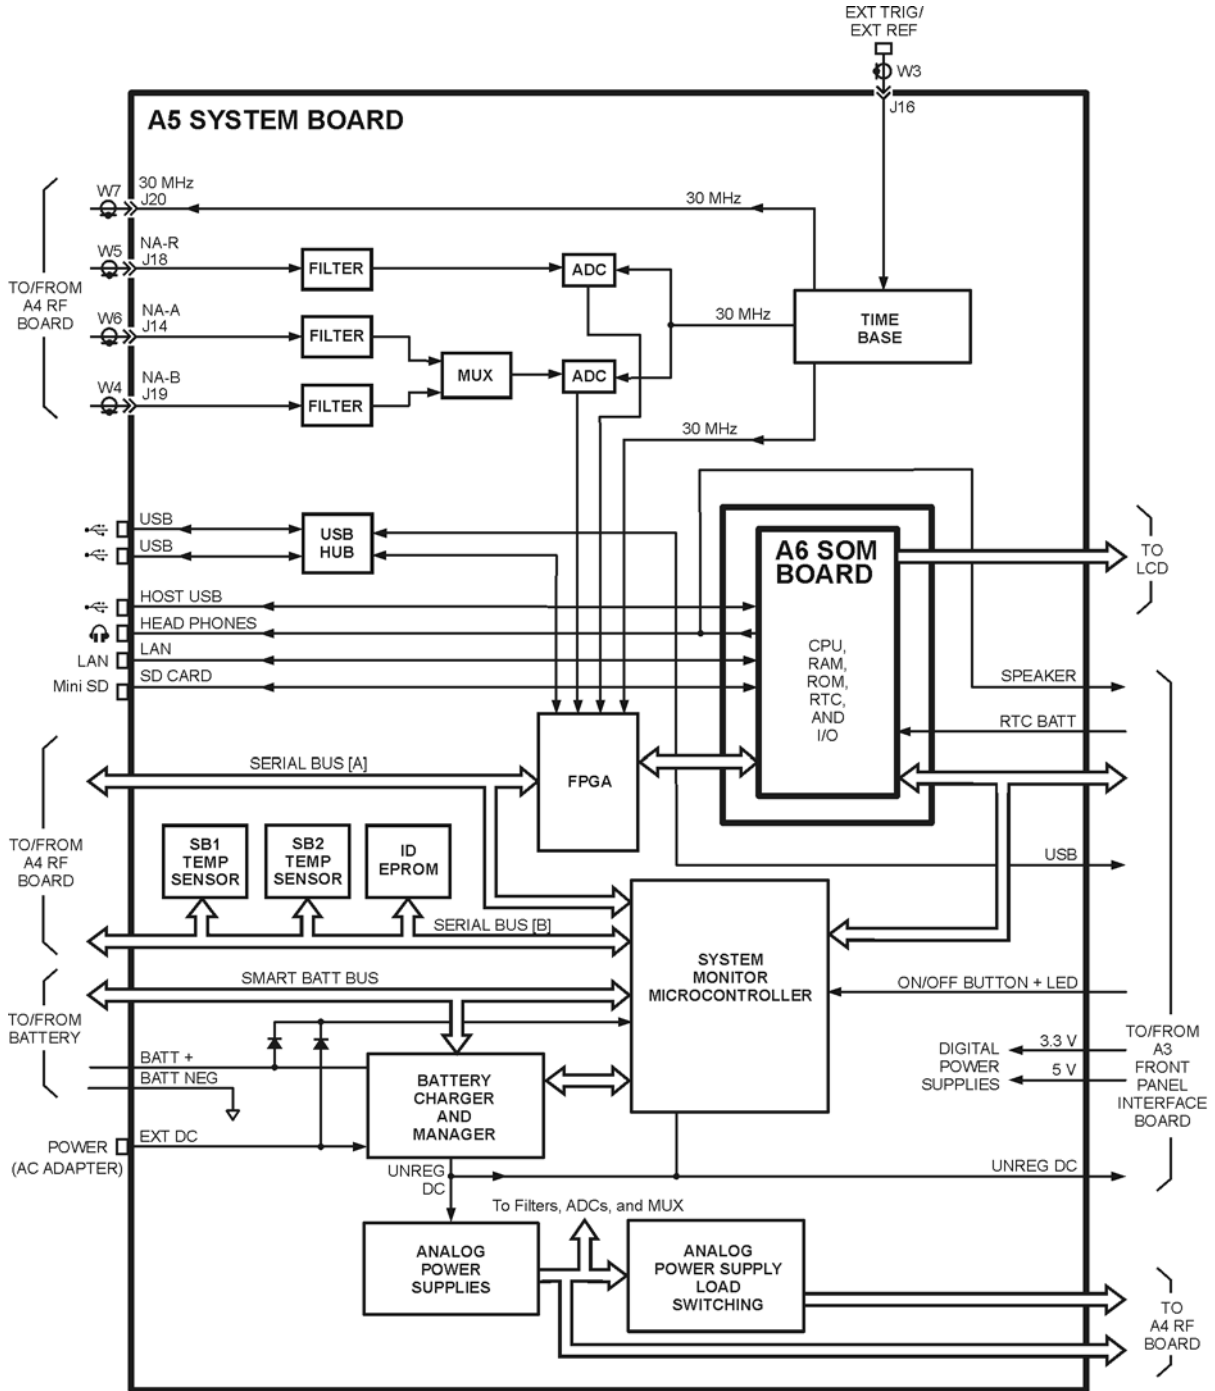 EXT TRIG/
EXT REF
W3
J16
A5 SYSTEM BOARD
W7
30 MHz
J20
30 MHz
W5
NA-R
J18
FILTER
ADC
TO/FROM
A4 RF
BOARD
W6
NA-A
J14
FILTER
30 MHz
TIME
BASE
MUX
ADC
W4
NA-B
J19
FILTER
30 MHz
USB
USB
USB
HUB
A6 SOM
BOARD
TO
LCD
HOST USB
HEAD PHONES
LAN
LAN
Mini SD
SD CARD
CPU,
RAM,
ROM,
RTC,
AND
I/O
SPEAKER
RTC BATT
SERIAL BUS [A]
FPGA
TO/FROM
A4 RF
BOARD
SB1
TEMP
SENSOR
SB2
TEMP
SENSOR
ID
EPROM
USB
SERIAL BUS [B]
SYSTEM
MONITOR
MICROCONTROLLER
SMART BATT BUS
ON/OFF BUTTON + LED
TO/FROM
BATTERY
BATT +
BATT NEG
BATTERY
CHARGER
AND
MANAGER
DIGITAL
POWER
SUPPLIES
3.3 V
5 V
TO/FROM
A3
FRONT
PANEL
INTERFACE
BOARD
POWER
(AC ADAPTER)
EXT DC
UNREG
DC
UNREG DC
To Filters, ADCs, and MUX
ANALOG
POWER
SUPPLIES
ANALOG
POWER SUPPLY
LOAD
SWITCHING
TO
A4 RF
BOARD